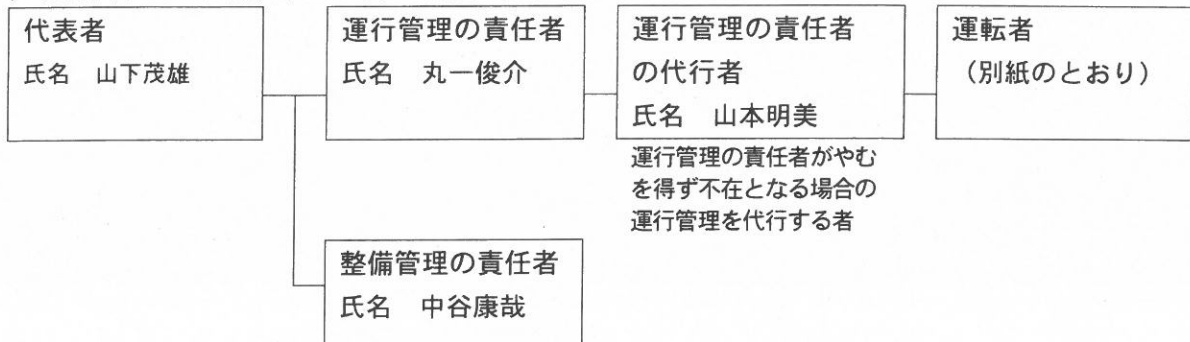 代表者
氏名　山下茂雄
運行管理の責任者
氏名　丸一俊介
運行管理の責任者
の代行者
氏名　山本明美
運行管理の責任者がやむ
を得ず不在となる場合の
運行管理を代行する者
運転者
（別紙のとおり）
整備管理の責任者
氏名　中谷康哉